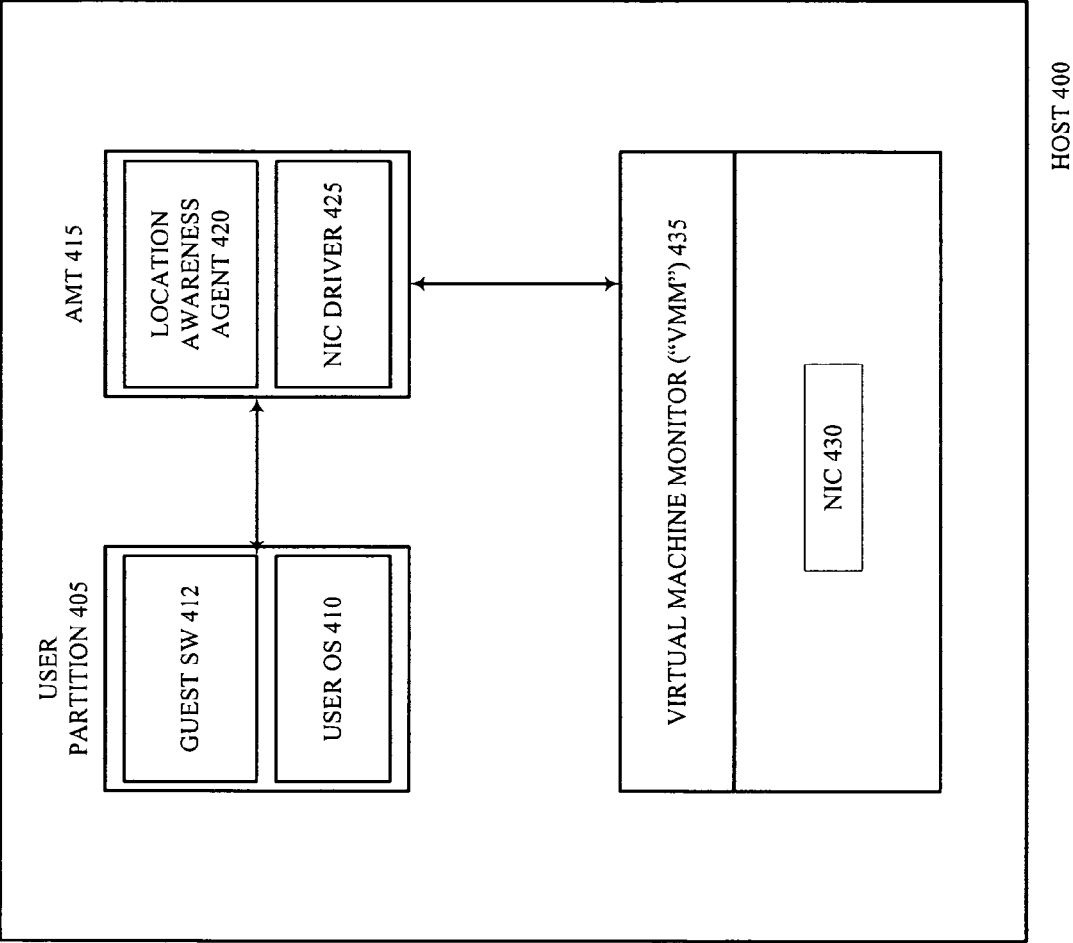 USER
PARTITION 405
GUEST SW 412
USER OS 410
AMT 415
LOCATION
AWARENESS
AGENT 420
NIC DRIVER 425
VIRTUAL MACHINE MONITOR (“VMM”) 435
NIC 430
HOST 400